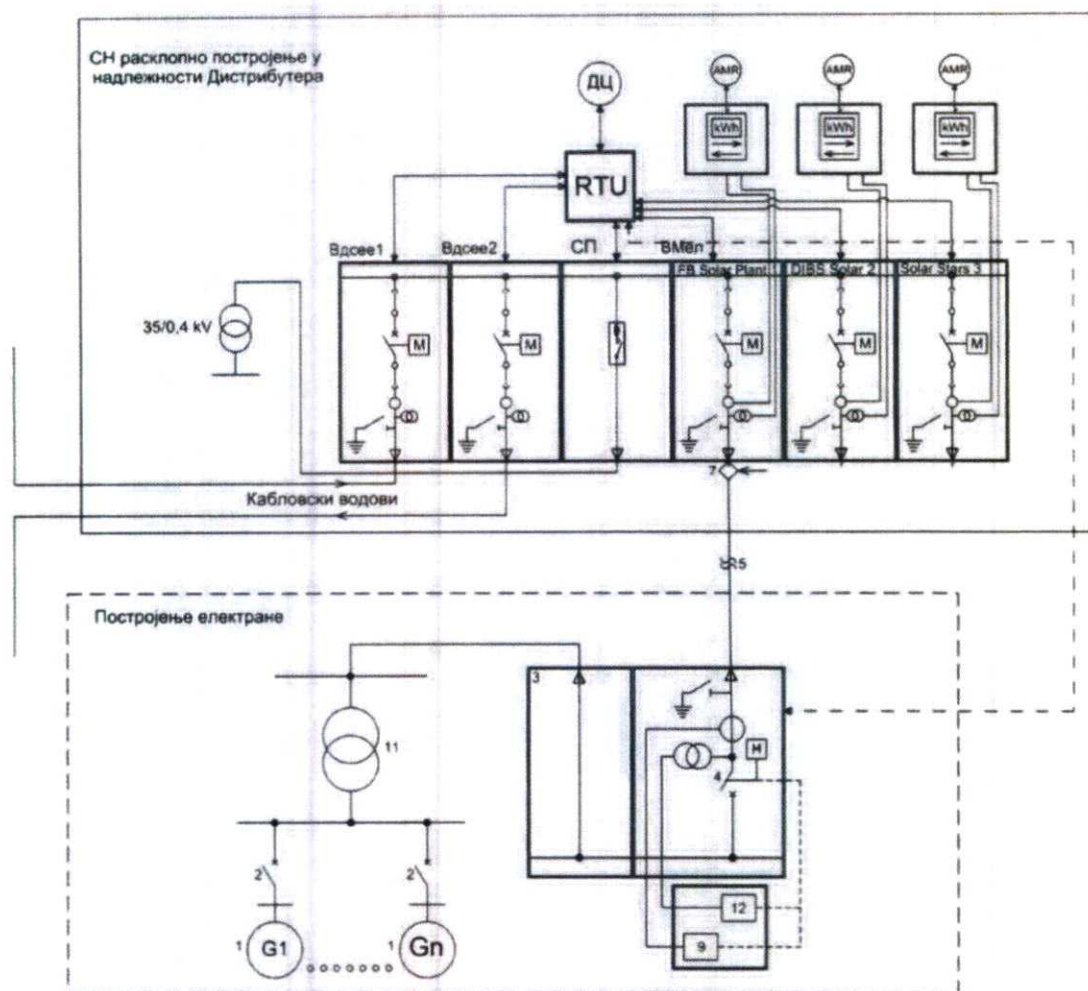 СН расклопно постројење у
надлежности Дистрибутера
ДЦ
AMR
AMR
AMR
kWh
kWh
kWh
RTU
Вдсее1
Вдсее2
СП
ВМел
FB Solar Plant
DIBS Solar 2
Solar Stars 3
35/0,4 kV
M
M
M
M
M
7
Кабловски водови
5
Постројење електране
3
11
M
4
2
2
12
9
1
G1
1
Gn